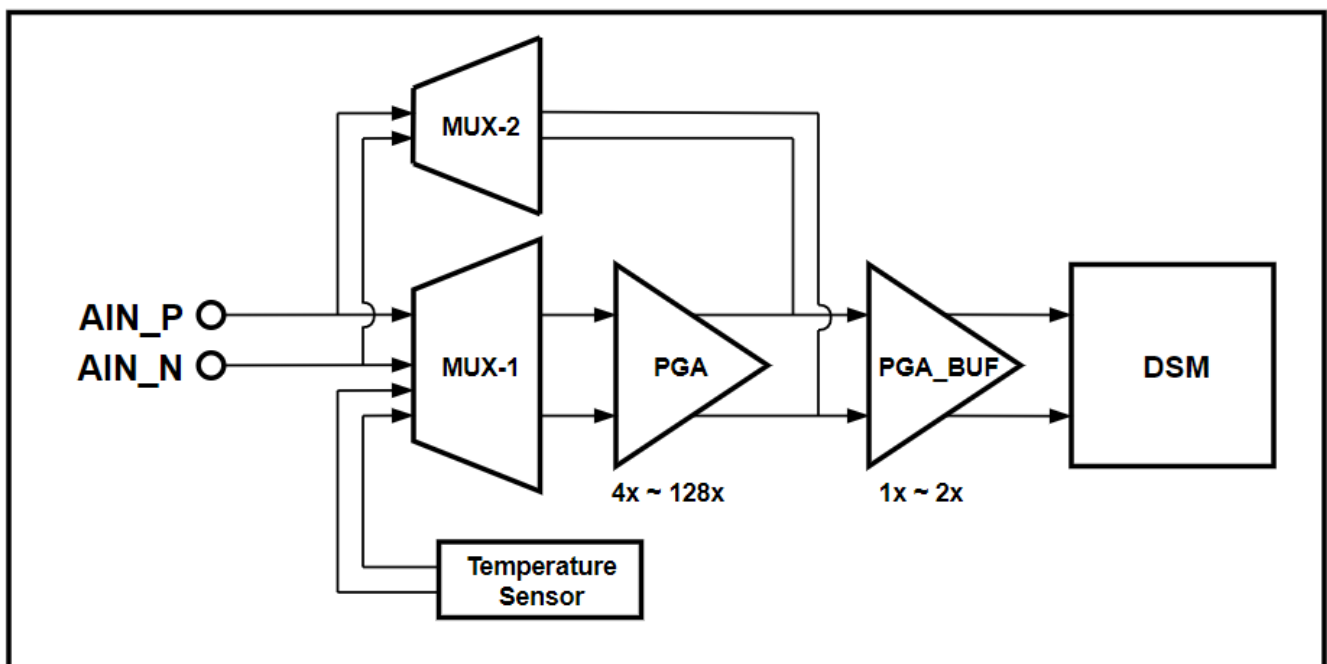 MUX-2
AIN_P
AIN_N
MUX-1
PGA
PGA_BUF
DSM
4x ~ 128x
1x ~ 2x
Temperature
Sensor